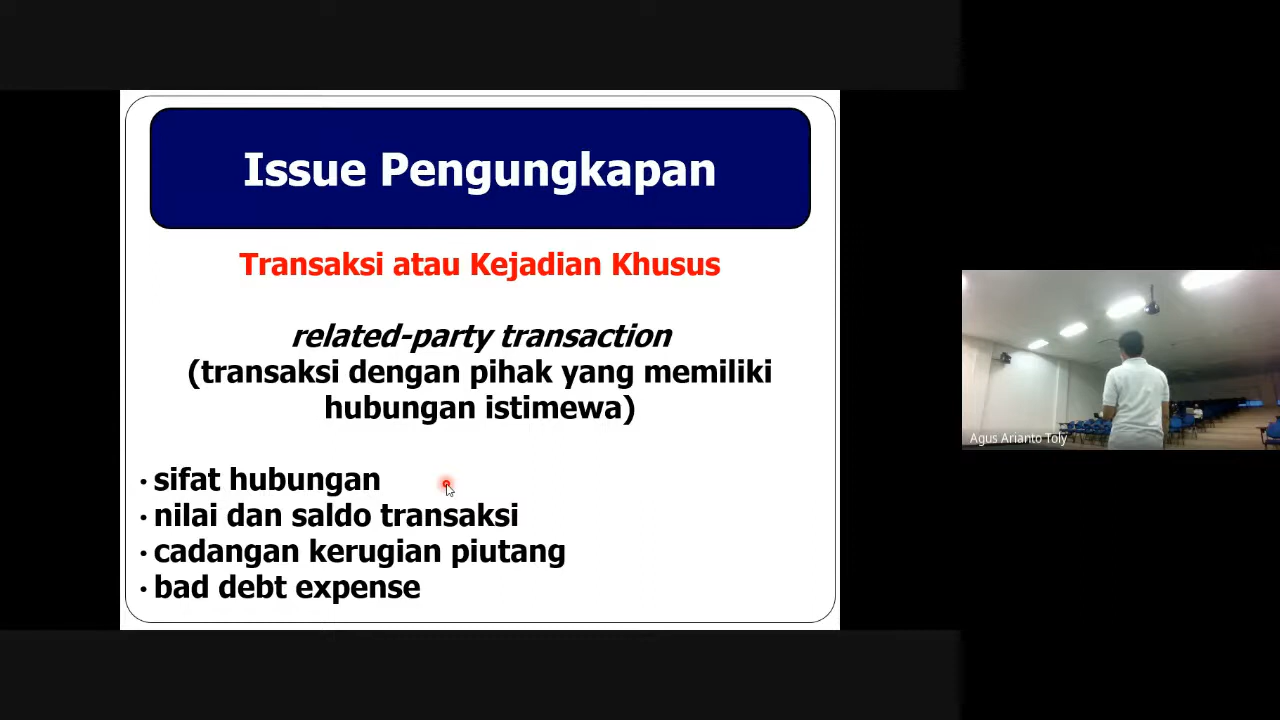 Issue Pengungkapan
Transaksi atau Kejadian Khusus
related-party transaction
(transaksi dengan pihak yang memiliki
hubungan istimewa)
• sifat hubungan
• nilai dan saldo transaksi
• cadangan kerugian piutang
• bad debt expense
Agus Arianto Toly